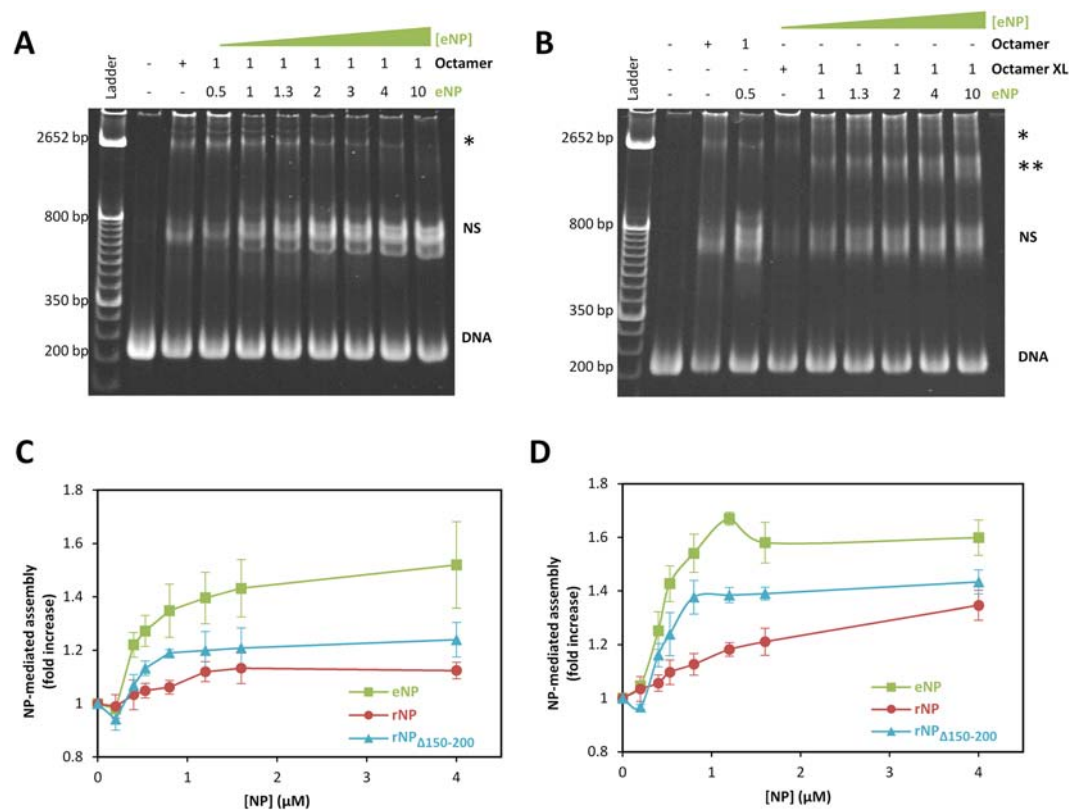 A
[eNP]
Ladder
- + 1 1 1 1 1 1 1 Octamer
- - 0.5 1 1.3 2 3 4 10 eNP
2652 bp
*
800 bp
NS
350 bp
DNA
200 bp
B
[eNP]
Ladder
- + 1 Octamer
- - - + 1 1 1 1 1 Octamer XL
- - 0.5 - 1 1.3 2 4 10 eNP
2652 bp
*
**
800 bp
NS
350 bp
DNA
200 bp
C
NP-mediated assembly
(fold increase)
1.8
1.6
1.4
1.2
1
0.8
eNP
rNP
rNPΔ150-200
0 1 2 3 4
[NP] (μM)
D
NP-mediated assembly
(fold increase)
1.8
1.6
1.4
1.2
1
0.8
eNP
rNP
rNPΔ150-200
0 1 2 3 4
[NP] (μM)